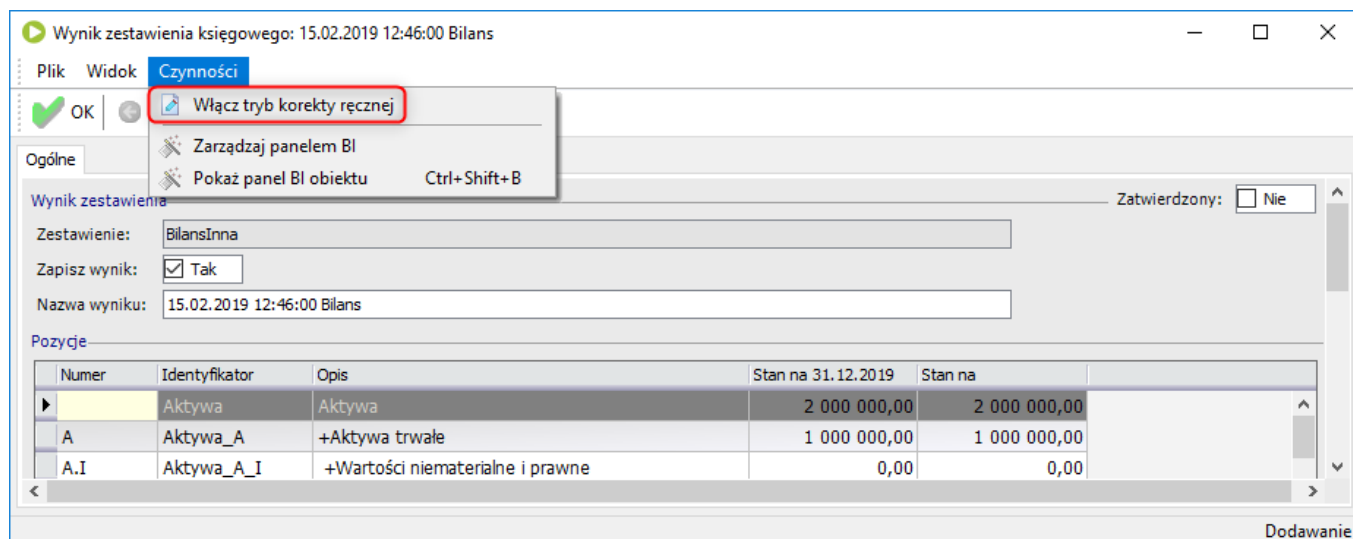 Wynik zestawienia księgowego: 15.02.2019 12:46:00 Bilans
Plik Widok Czynności
OK
Włącz tryb korekty ręcznej
Zarządzaj panelem BI
Pokaż panel BI obiektu Ctrl+Shift+B
Ogólne
Wynik zestawienia Zatwierdzony: Nie
Zestawienie: BilansInna
Zapisz wynik: Tak
Nazwa wyniku: 15.02.2019 12:46:00 Bilans
Pozycje
Numer Identyfikator Opis Stan na 31.12.2019 Stan na
Aktywa Aktywa 2 000 000,00 2 000 000,00
A Aktywa_A +Aktywa trwałe 1 000 000,00 1 000 000,00
A.I Aktywa_A_I +Wartości niematerialne i prawne 0,00 0,00
Dodawanie